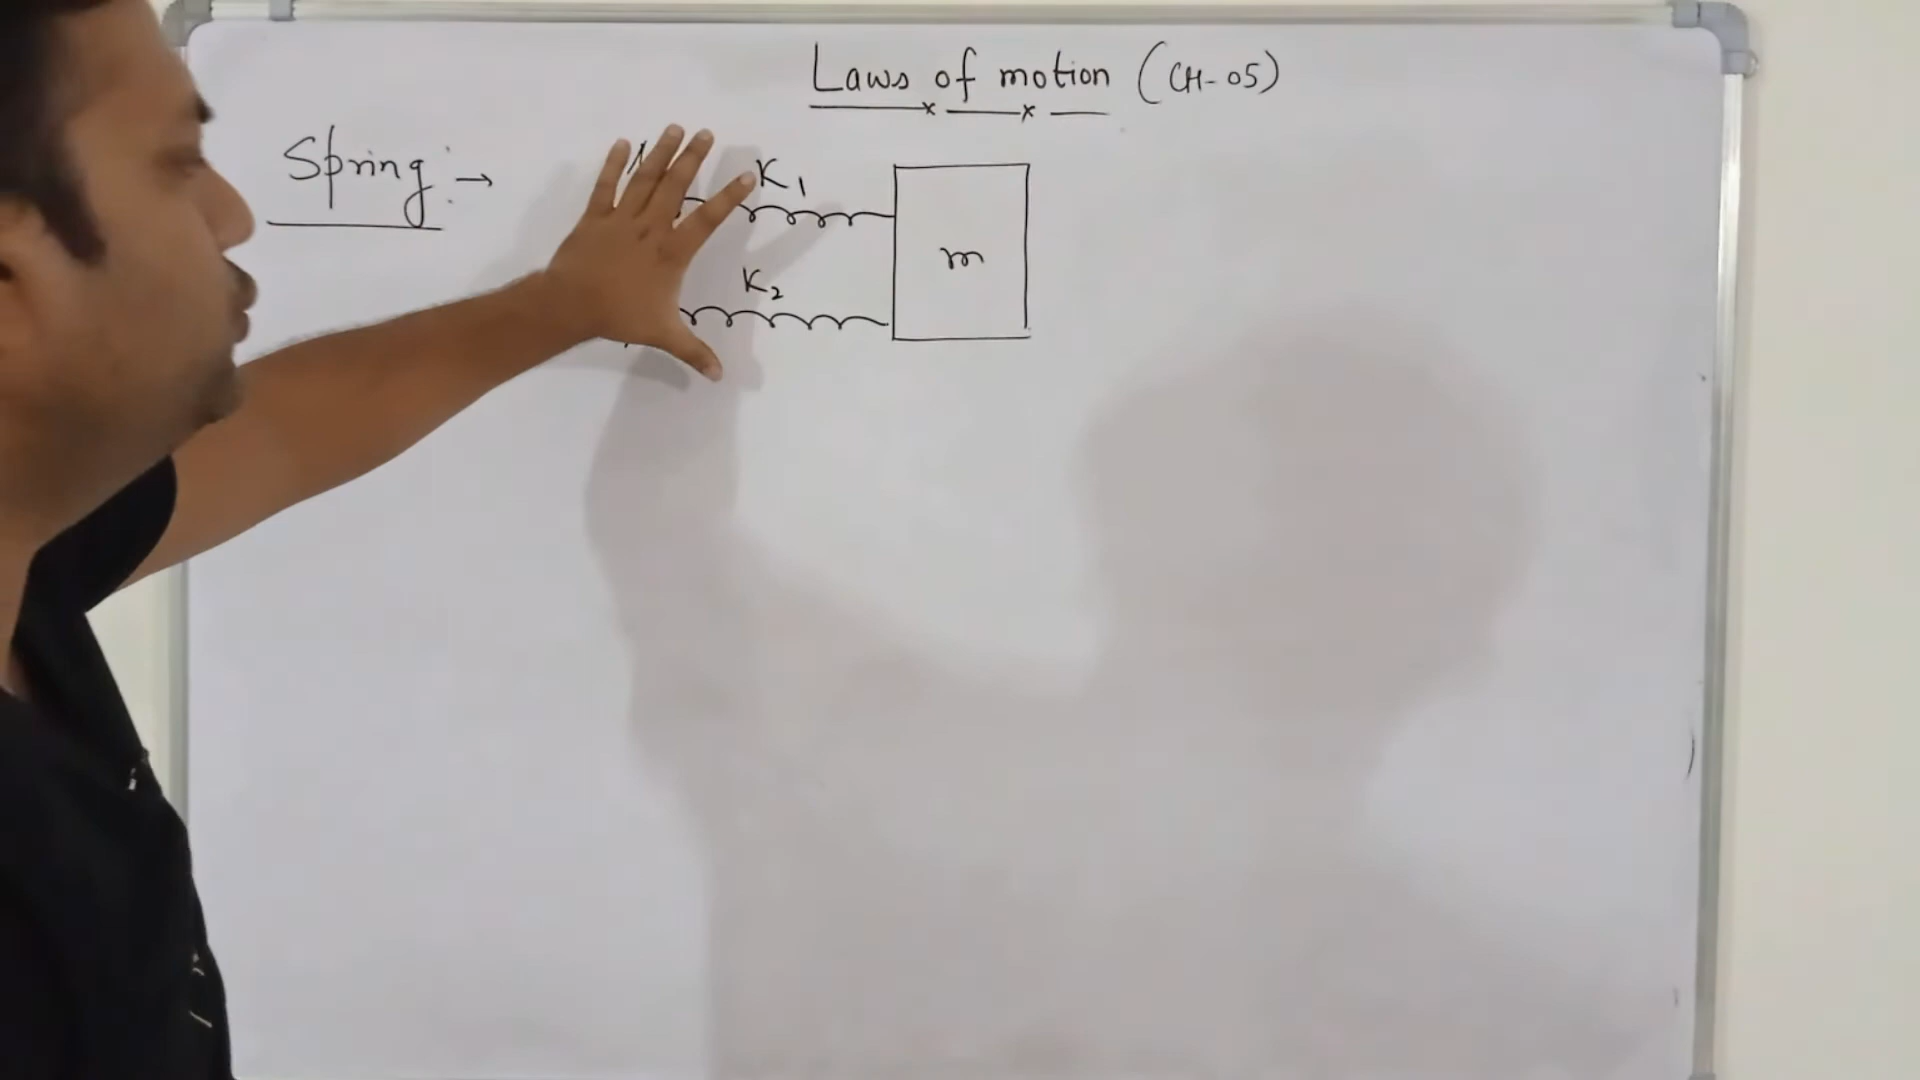 Laws of motion (CH-05)
Spring :- →
K1
m
K2